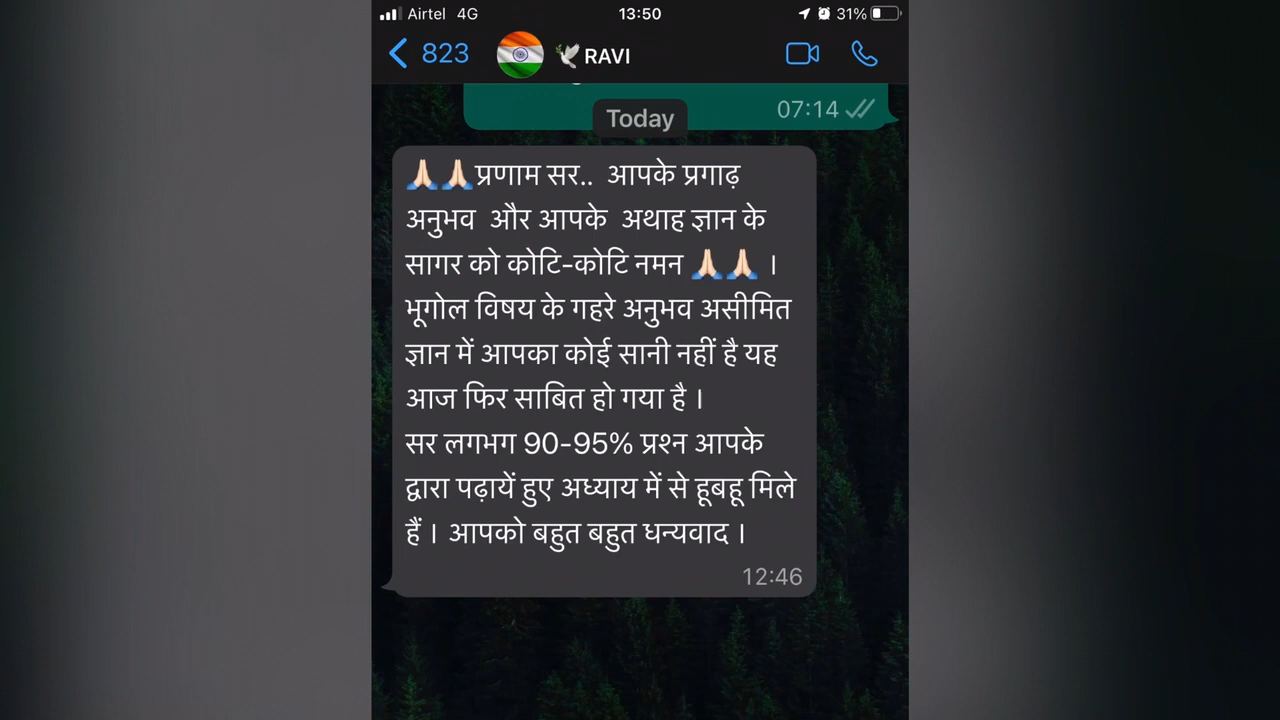 Airtel 4G 13:50 31%
823 🕊 RAVI
07:14
Today
🙏🏻🙏🏻प्रणाम सर.. आपके प्रगाढ़
अनुभव और आपके अथाह ज्ञान के
सागर को कोटि-कोटि नमन 🙏🏻🙏🏻 ।
भूगोल विषय के गहरे अनुभव असीमित
ज्ञान में आपका कोई सानी नहीं है यह
आज फिर साबित हो गया है ।
सर लगभग 90-95% प्रश्न आपके
द्वारा पढ़ायें हुए अध्याय में से हूबहू मिले
हैं । आपको बहुत बहुत धन्यवाद ।
12:46